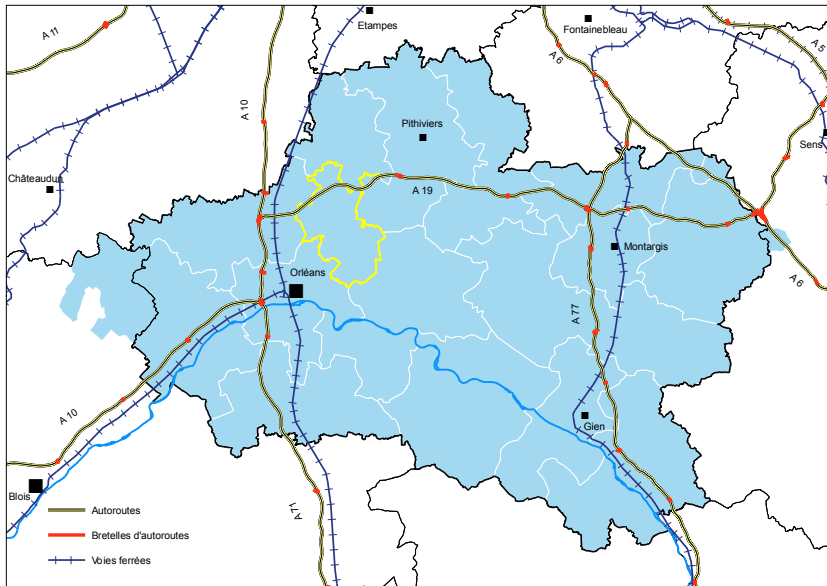 Etampes
Fontainebleau
A 11
A 5
A 6
A 10
Pithiviers
Sens
Châteaudun
A 19
Montargis
Orléans
A 6
A 77
A 10
Gien
Blois
A 71
Autoroutes
Bretelles d'autoroutes
Voies ferrées